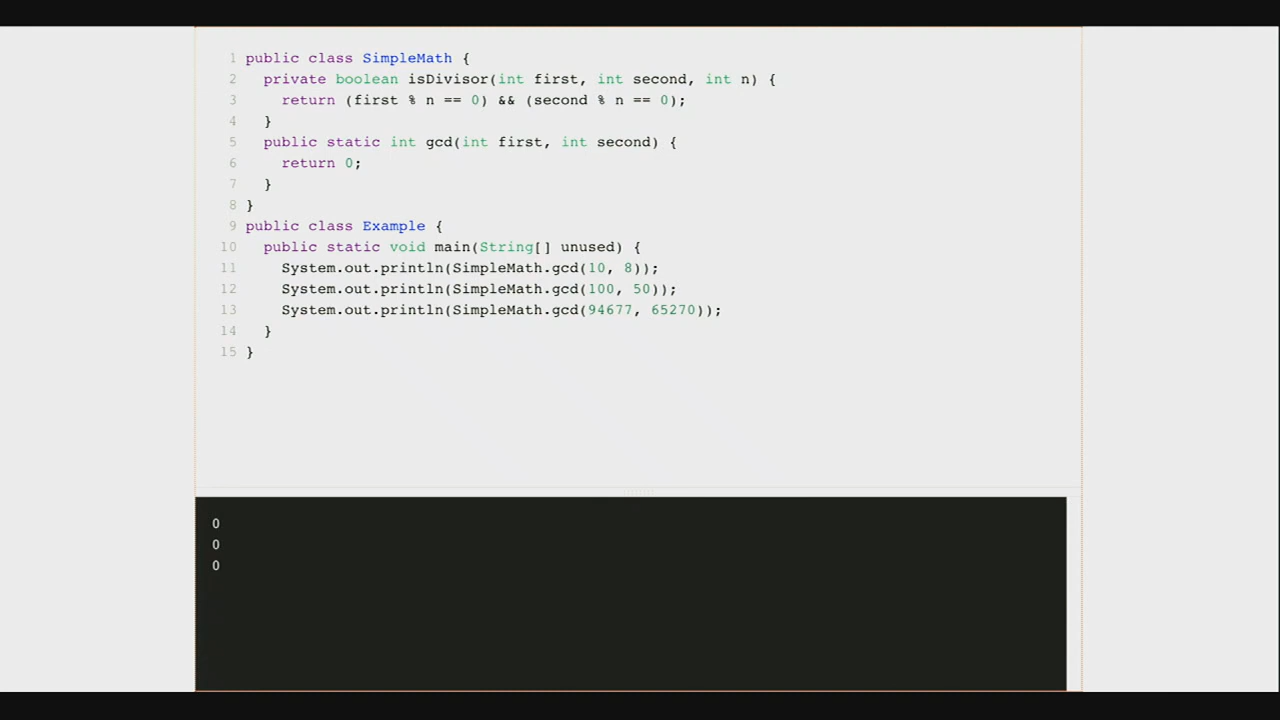 1 public class SimpleMath {
2 private boolean isDivisor(int first, int second, int n) {
3 return (first % n == 0) && (second % n == 0);
4 }
5 public static int gcd(int first, int second) {
6 return 0;
7 }
8 }
9 public class Example {
10 public static void main(String[] unused) {
11 System.out.println(SimpleMath.gcd(10, 8));
12 System.out.println(SimpleMath.gcd(100, 50));
13 System.out.println(SimpleMath.gcd(94677, 65270));
14 }
15 }
0
0
0